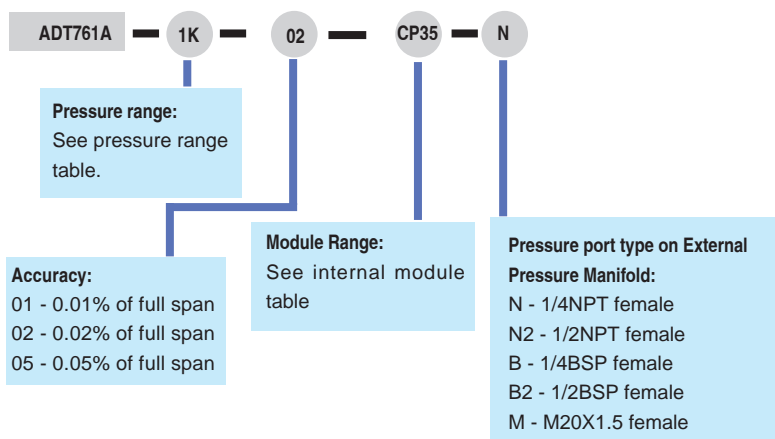 ADT761A 1K 02 CP35 N
Pressure range:
See pressure range
table.
Accuracy:
01 - 0.01% of full span
02 - 0.02% of full span
05 - 0.05% of full span
Module Range:
See internal module
table
Pressure port type on External
Pressure Manifold:
N - 1/4NPT female
N2 - 1/2NPT female
B - 1/4BSP female
B2 - 1/2BSP female
M - M20X1.5 female